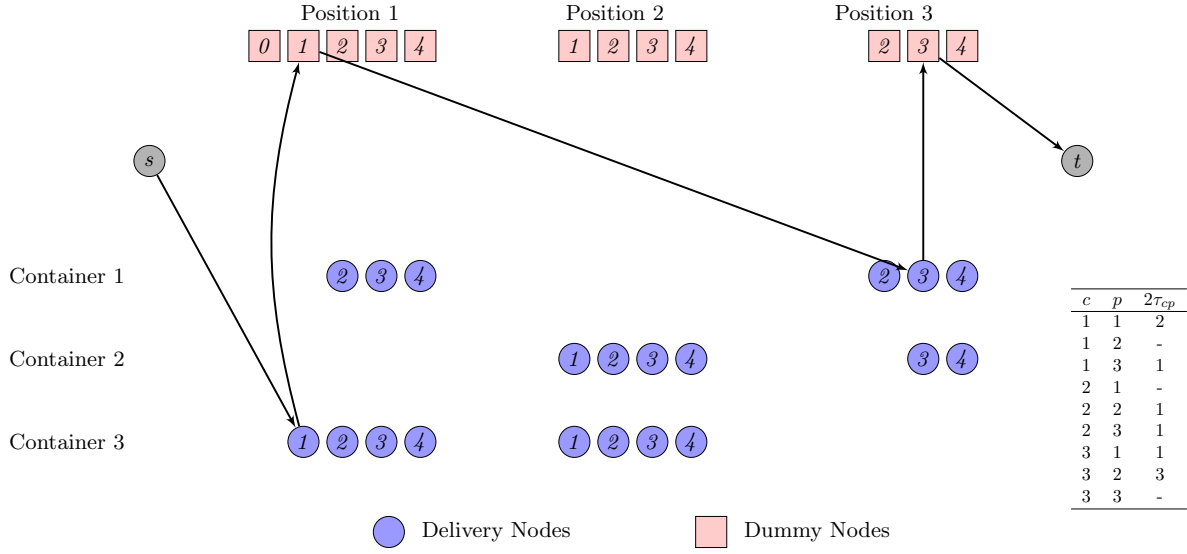 Position 1 Position 2 Position 3
0 1 2 3 4 1 2 3 4 2 3 4
s t
Container 1 2 3 4 2 3 4
Container 2 1 2 3 4 3 4
Container 3 1 2 3 4 1 2 3 4
c p 2τcp
1 1 2
1 2 -
1 3 1
2 1 -
2 2 1
2 3 1
3 1 1
3 2 3
3 3 -
Delivery Nodes Dummy Nodes